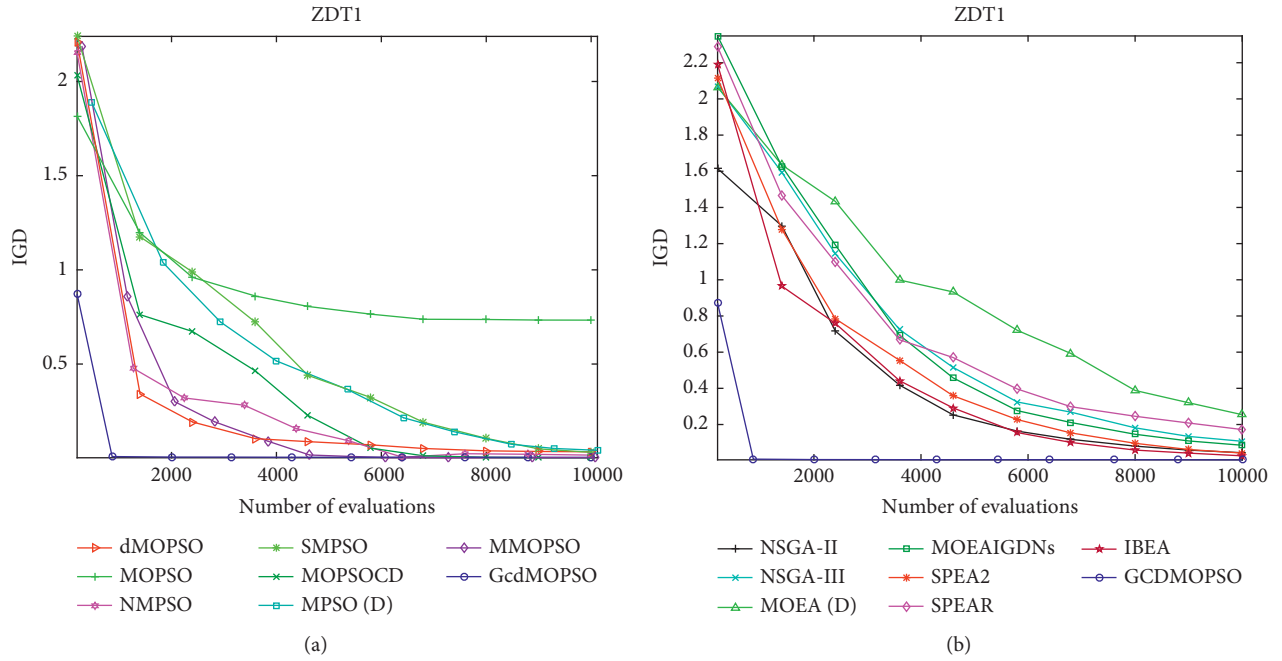 ZDT1
2
1.5
1
0.5
IGD
2000
4000
6000
8000
10000
Number of evaluations
dMOPSO
MOPSO
NMPSO
SMPSO
MOPSOCD
MPSO (D)
MMOPSO
GcdMOPSO
(a)
ZDT1
2.2
2
1.8
1.6
1.4
1.2
1
0.8
0.6
0.4
0.2
IGD
2000
4000
6000
8000
10000
Number of evaluations
NSGA-II
NSGA-III
MOEA (D)
MOEAIGDNs
SPEA2
SPEAR
IBEA
GCDMOPSO
(b)